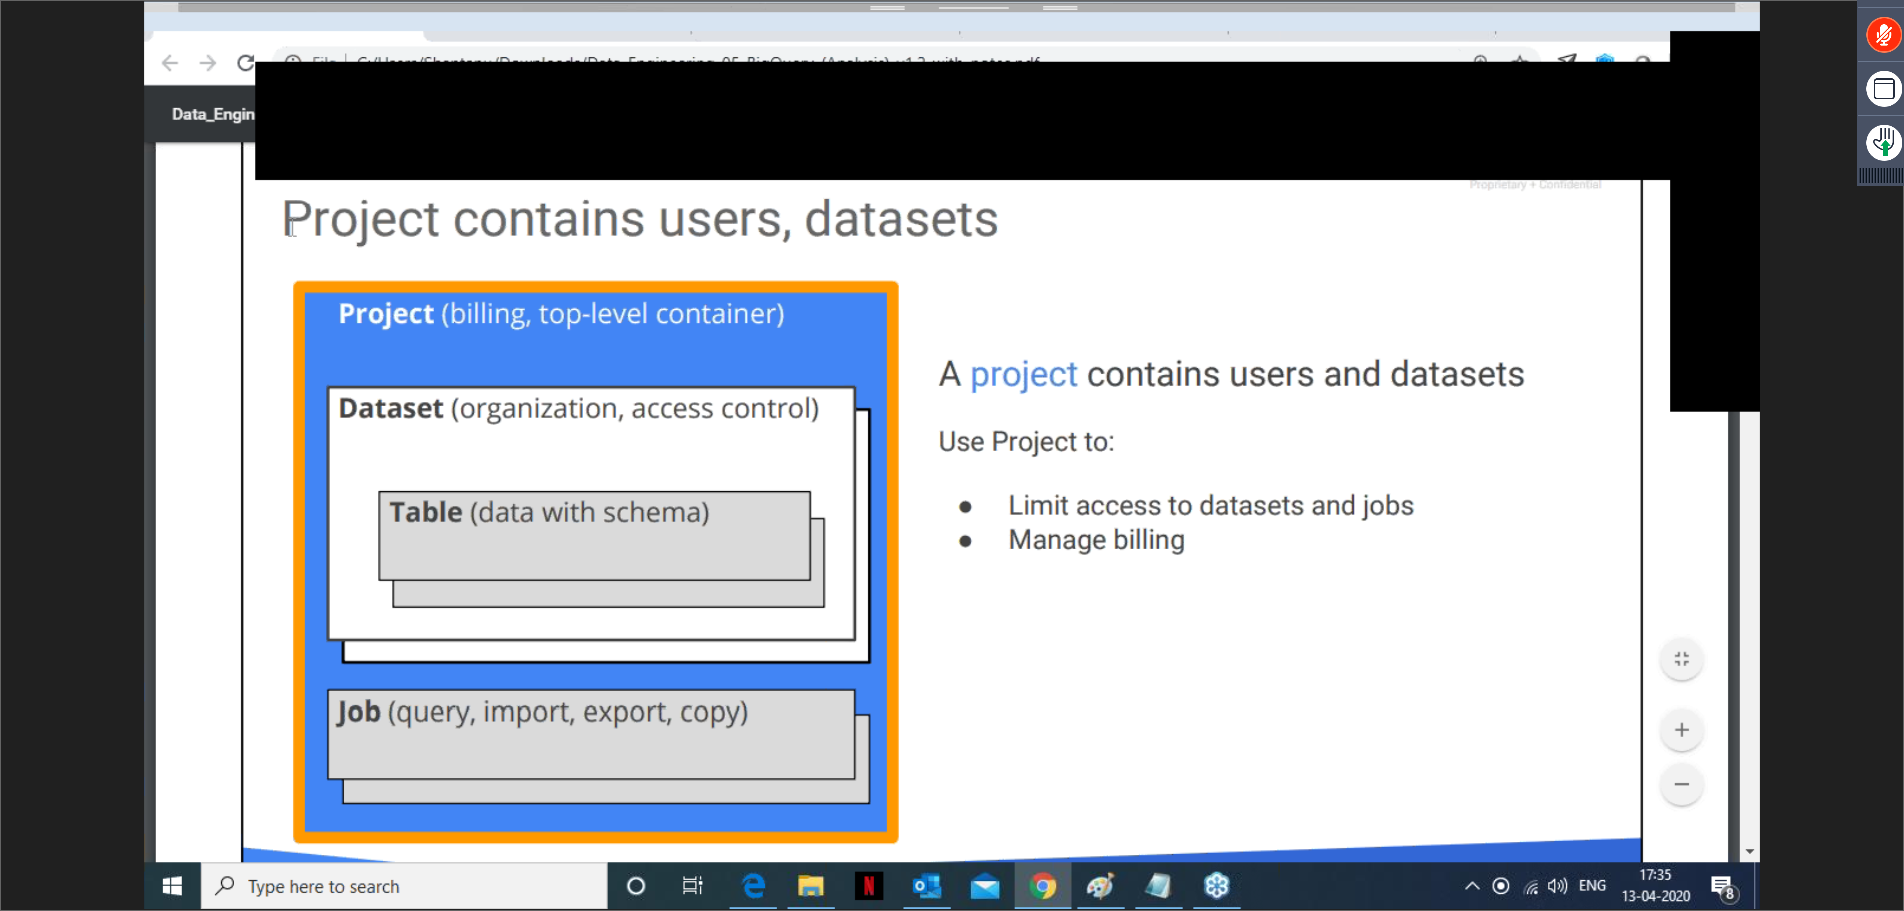 Data_Engin
Proprietary + Confidential
Project contains users, datasets
Project (billing, top-level container)
Dataset (organization, access control)
Table (data with schema)
Job (query, import, export, copy)
A project contains users and datasets
Use Project to:
● Limit access to datasets and jobs
● Manage billing
Type here to search
N
ENG
17:35
13-04-2020
8